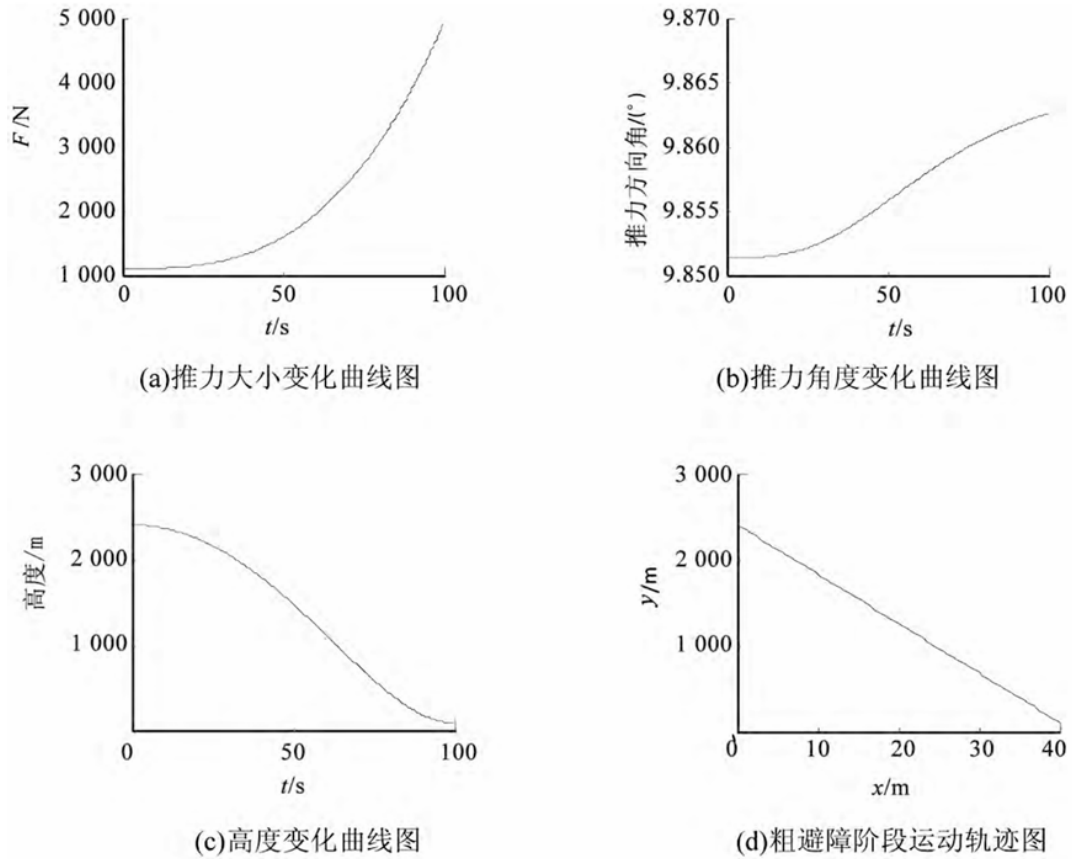 5 000
4 000
3 000
2 000
1 000
F/N
0
50
100
t/s
(a)推力大小变化曲线图
9.870
9.865
9.860
9.855
9.850
推力方向角/(°)
0
50
100
t/s
(b)推力角度变化曲线图
3 000
2 000
1 000
高度/m
0
50
100
t/s
(c)高度变化曲线图
3 000
2 000
1 000
y/m
0
10
20
30
40
x/m
(d)粗避障阶段运动轨迹图